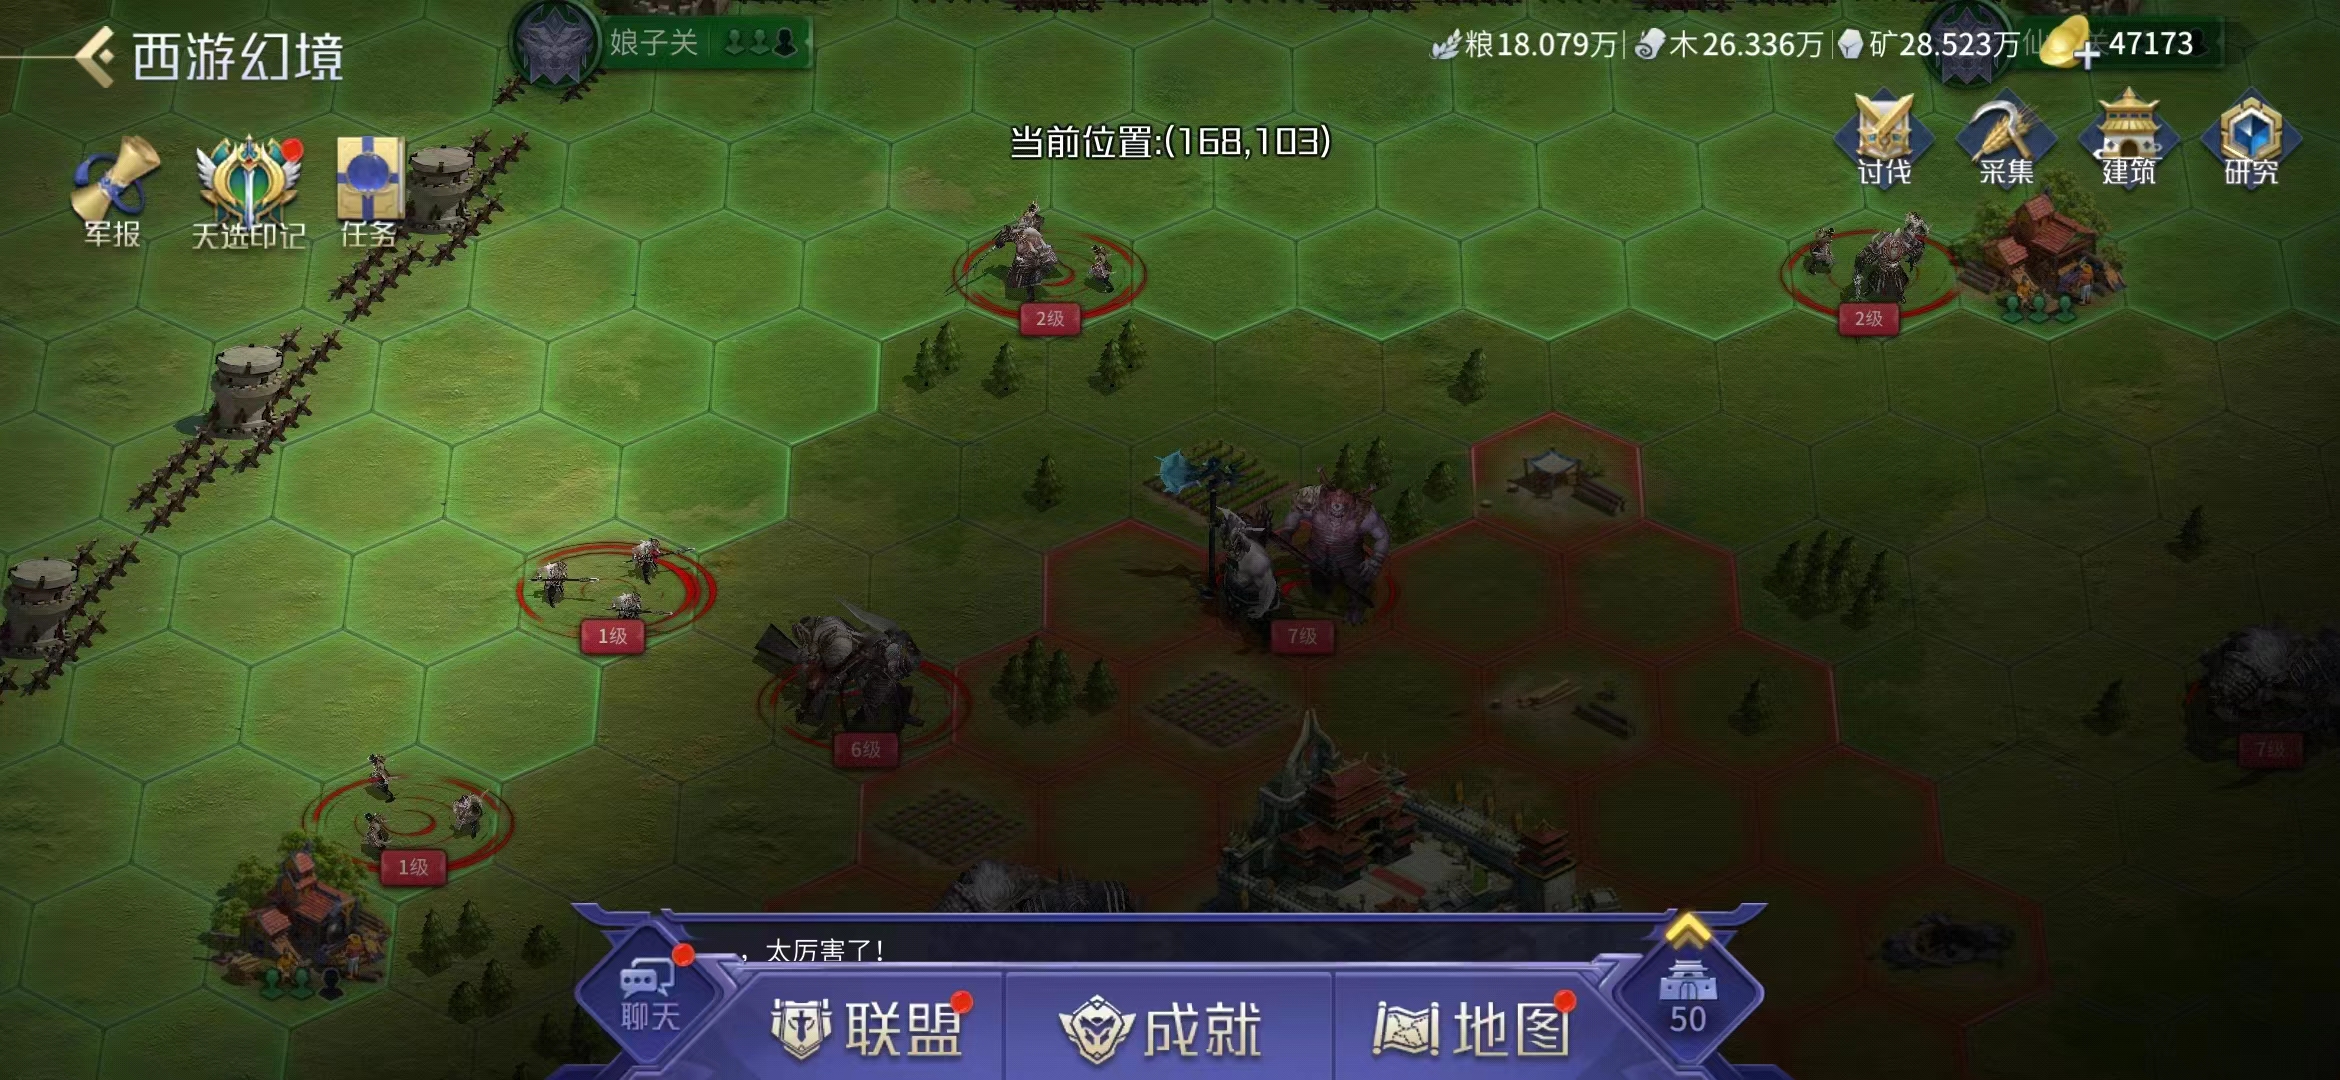 西游幻境
娘子关
粮18.079万
木26.336万
矿28.523万
仙
关
47173
当前位置:(168,103)
军报
天选印记
任务
讨伐
采集
建筑
研究
2级
2级
1级
7级
6级
7级
1级
，太厉害了!
聊天
联盟
成就
地图
50